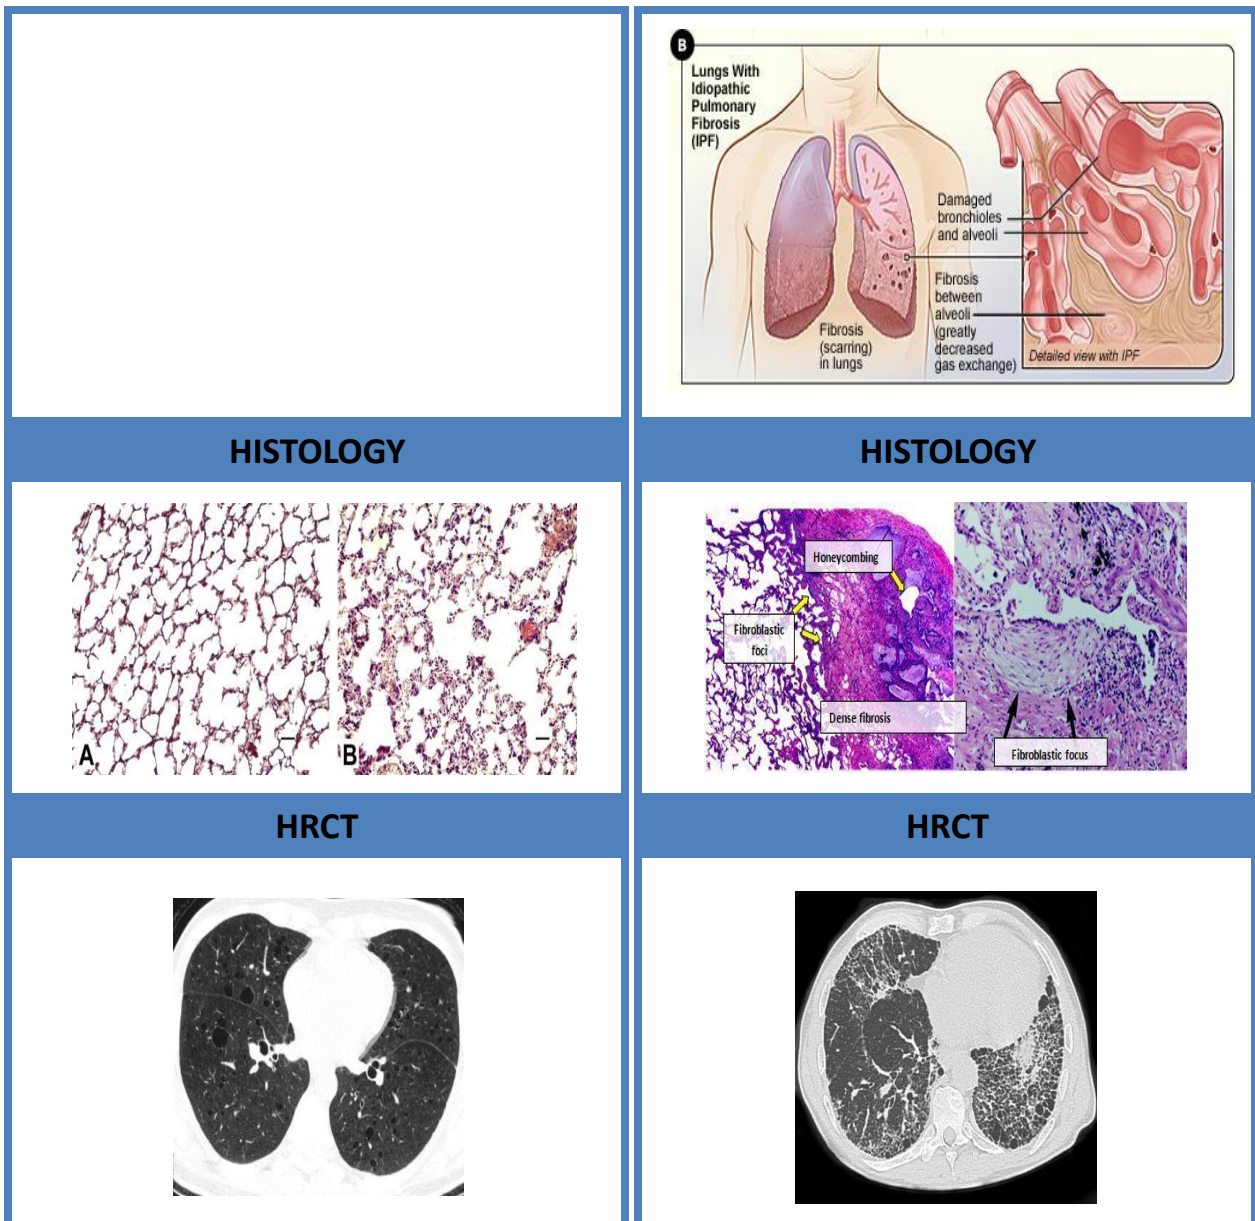 B
Lungs With
Idiopathic
Pulmonary
Fibrosis
(IPF)
Damaged
bronchioles
and alveoli
Fibrosis
between
alveoli
(greatly
decreased
gas exchange)
Fibrosis
(scarring)
in lungs
Detailed view with IPF
HISTOLOGY
HISTOLOGY
A
B
Honeycombing
Fibroblastic
foci
Dense fibrosis
Fibroblastic focus
HRCT
HRCT